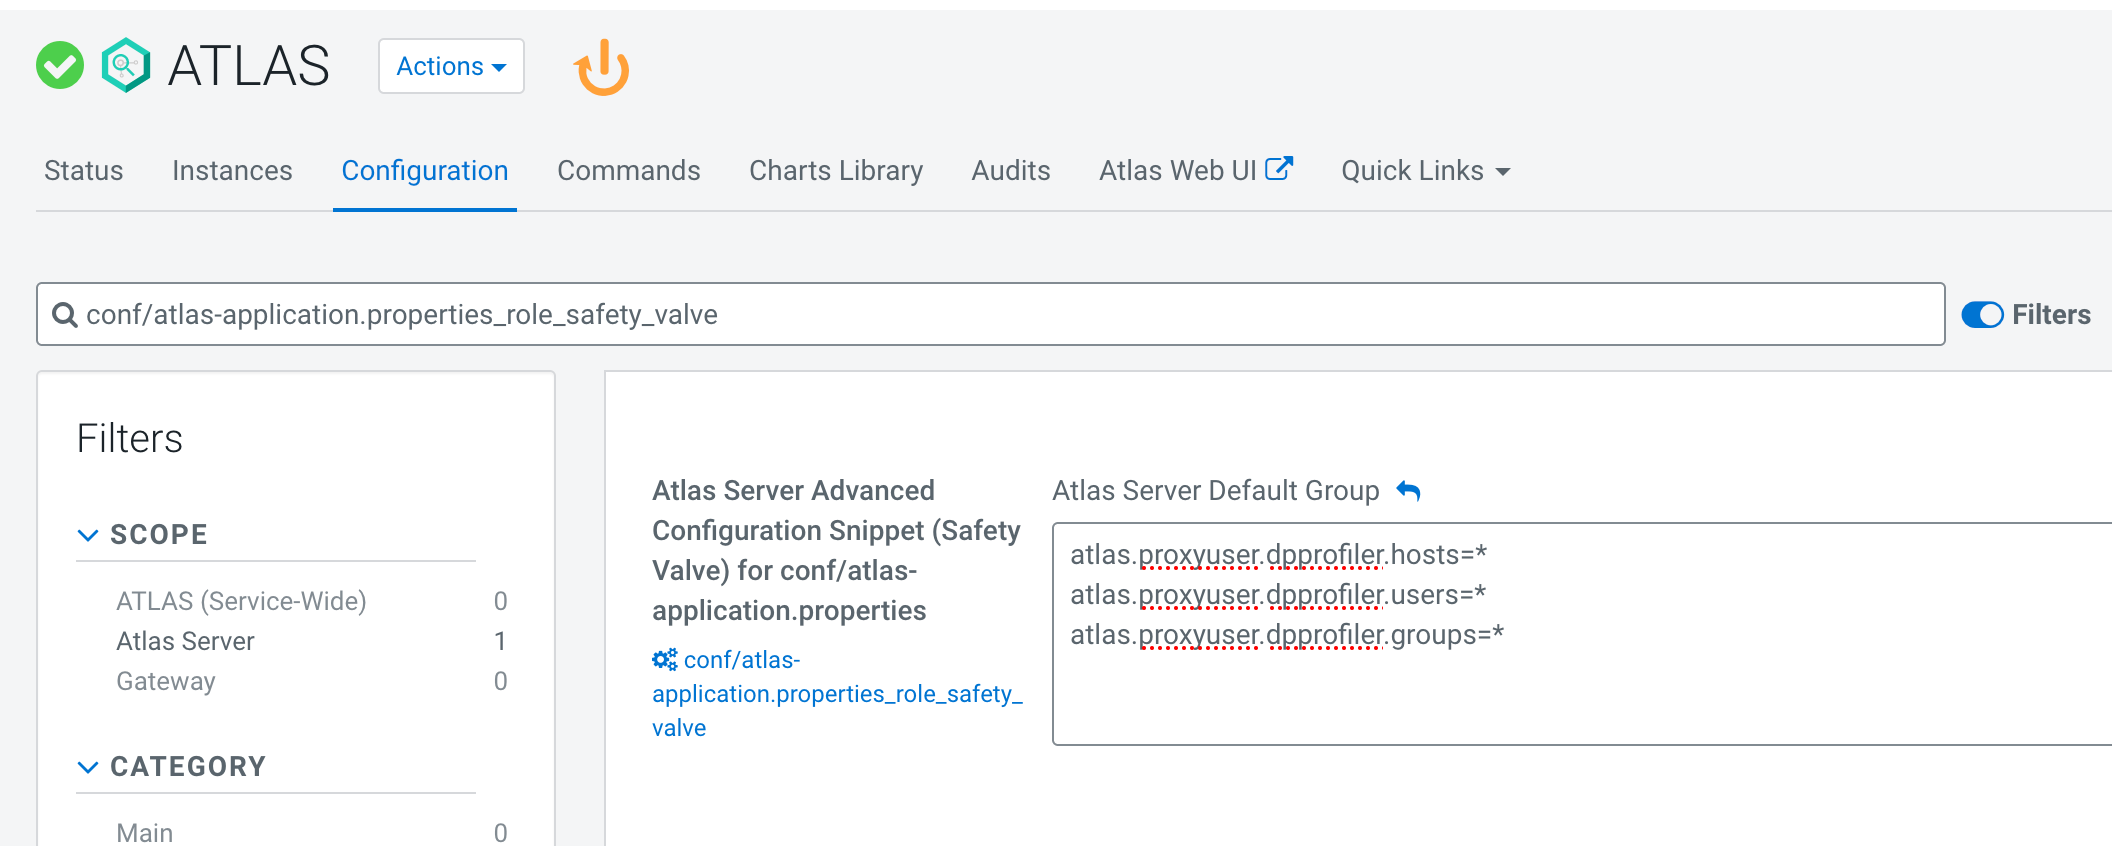 ATLAS
Actions
Status Instances Configuration Commands Charts Library Audits Atlas Web UI Quick Links
conf/atlas-application.properties_role_safety_valve
Filters
Filters
SCOPE
ATLAS (Service-Wide) 0
Atlas Server 1
Gateway 0
CATEGORY
Main 0
Atlas Server Advanced
Configuration Snippet (Safety
Valve) for conf/atlas-
application.properties
conf/atlas-
application.properties_role_safety_
valve
Atlas Server Default Group
atlas.proxyuser.dpprofiler.hosts=*
atlas.proxyuser.dpprofiler.users=*
atlas.proxyuser.dpprofiler.groups=*